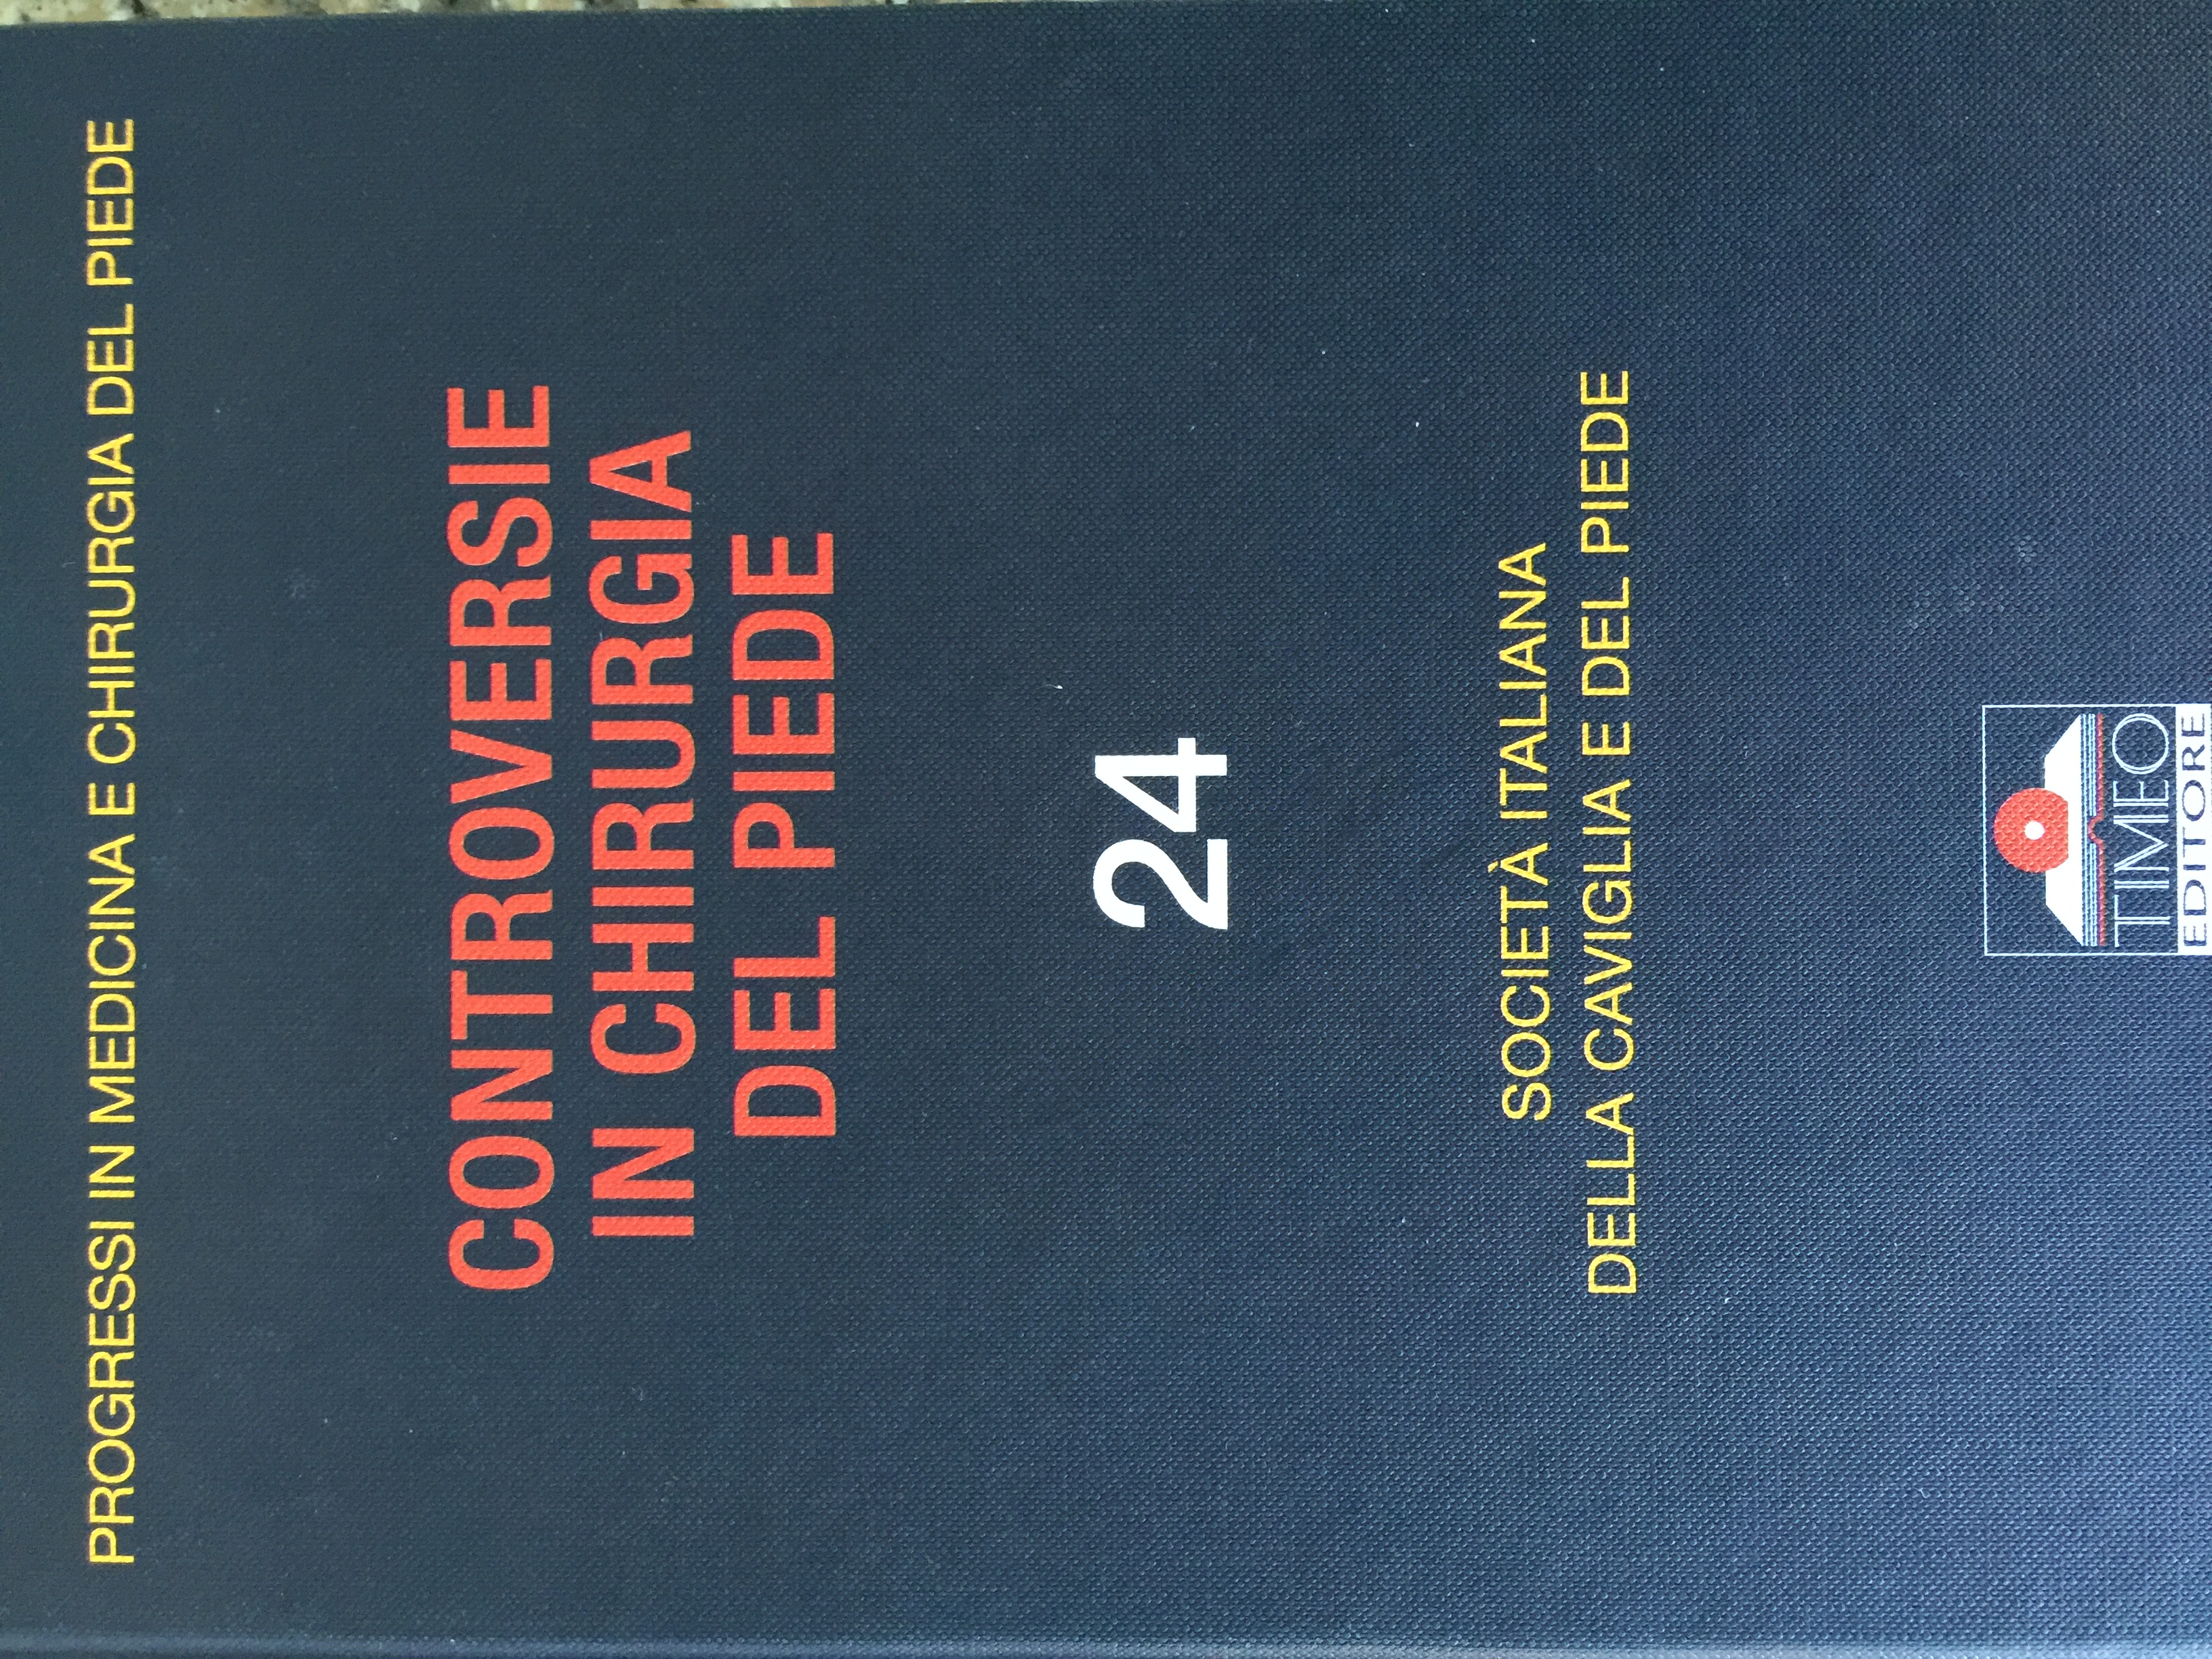 PROGRESSI IN MEDICINA E CHIRURGIA DEL PIEDE
CONTROVERSIE
IN CHIRURGIA
DEL PIEDE
24
SOCIETÀ ITALIANA
DELLA CAVIGLIA E DEL PIEDE
TIMEO
EDITORE